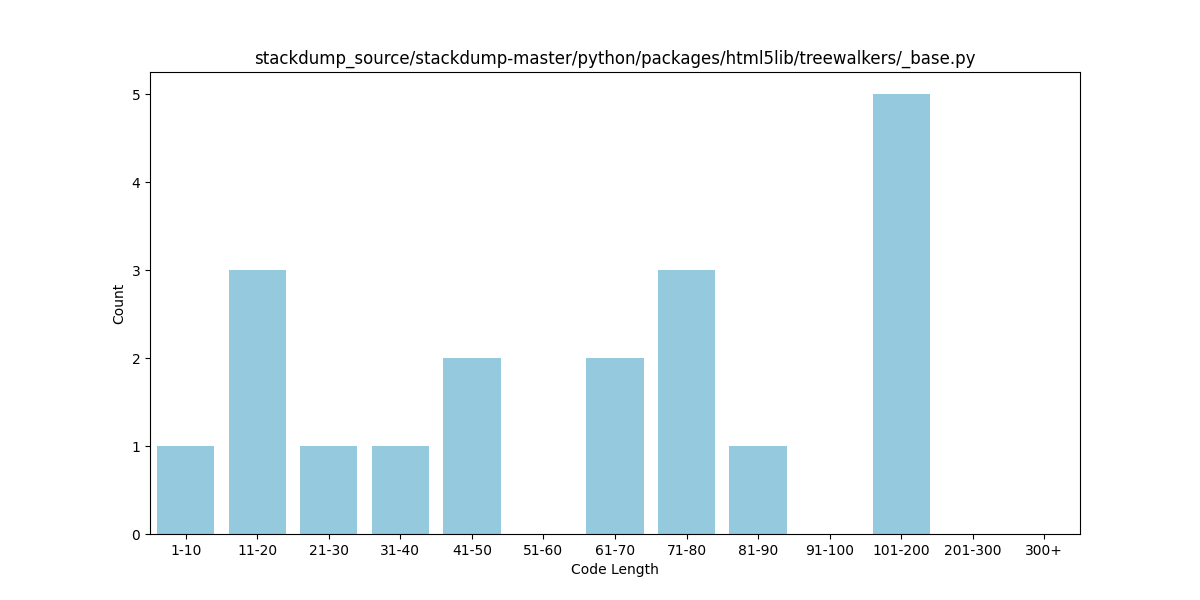 stackdump_source/stackdump-master/python/packages/html5lib/treewalkers/_base.py
5
4
3
2
1
0
Count
1-10 11-20 21-30 31-40 41-50 51-60 61-70 71-80 81-90 91-100 101-200 201-300 300+
Code Length